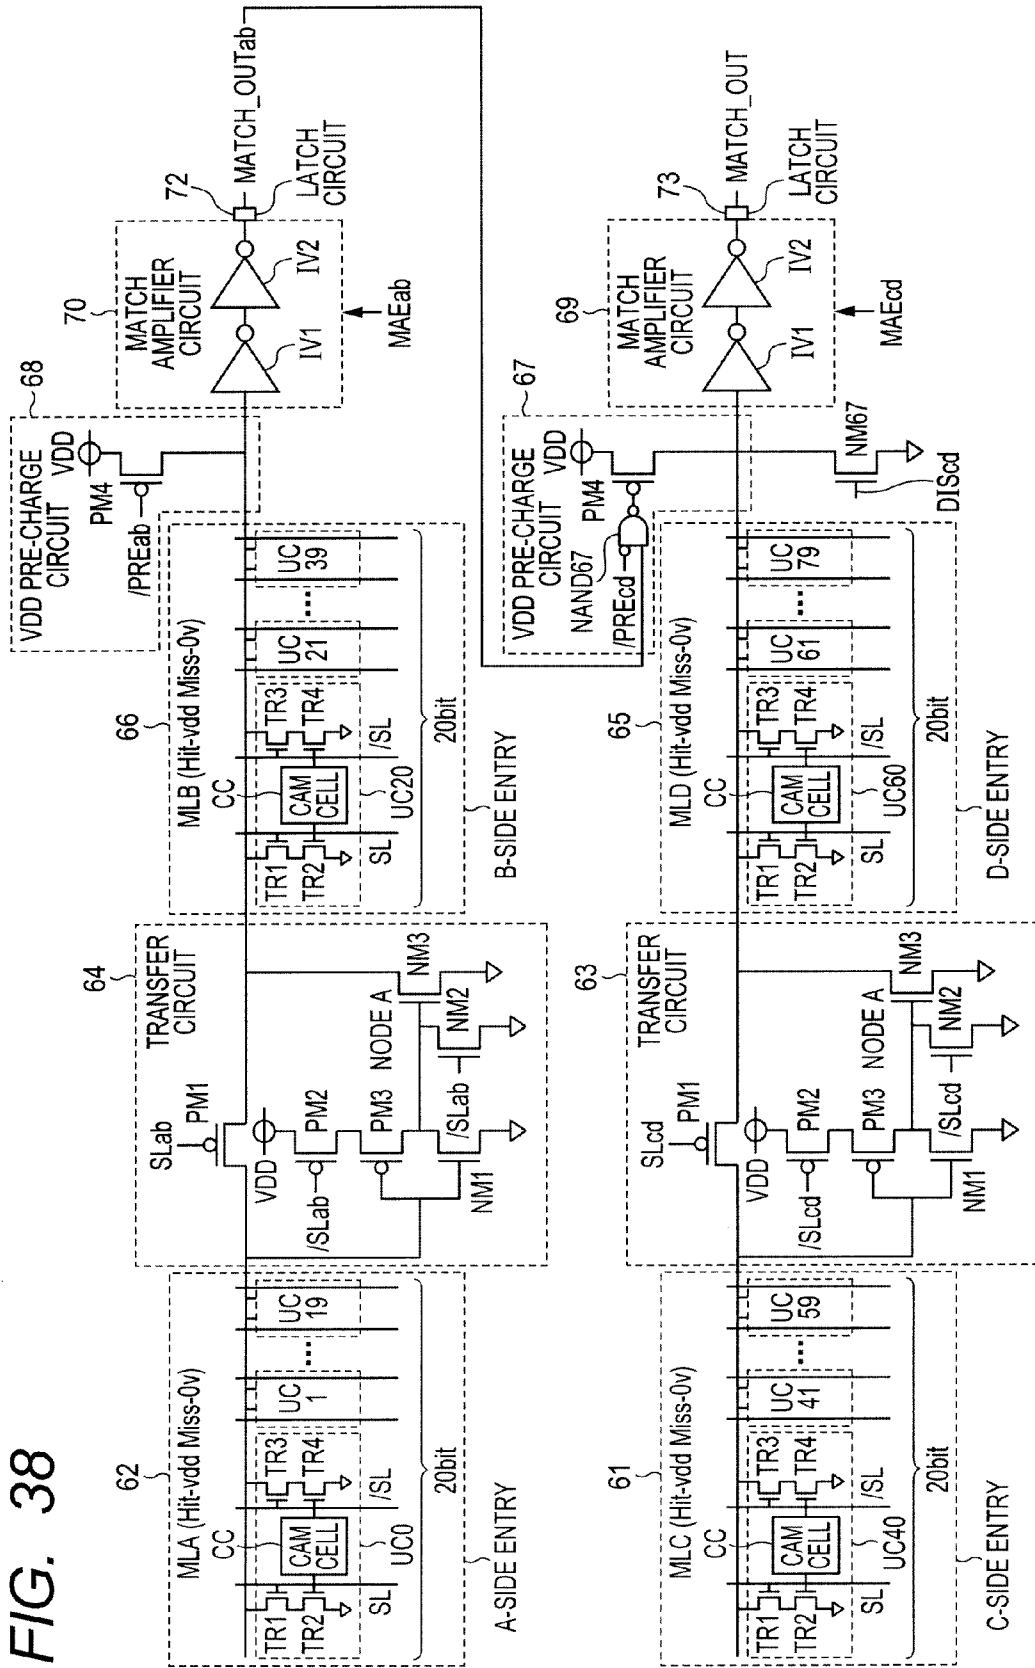 FIG. 38
62
MLA (Hit-vdd Miss-0v)
CC
TR1
TR2
CAM
CELL
TR3
TR4
SL
/SL
UC0
UC
1
...
UC
19
20bit
A-SIDE ENTRY
64
TRANSFER
CIRCUIT
SLab
PM1
VDD
PM2
/SLab
PM3
NODE A
NM3
/SLab
NM2
NM1
66
MLB (Hit-vdd Miss-0v)
CC
TR1
TR2
CAM
CELL
TR3
TR4
SL
/SL
UC20
UC
21
...
UC
39
20bit
B-SIDE ENTRY
68
VDD PRE-CHARGE
CIRCUIT
VDD
PM4
/PREab
70
MATCH
AMPLIFIER
CIRCUIT
IV1
IV2
MAEab
72
MATCH_OUTab
LATCH
CIRCUIT
61
MLC (Hit-vdd Miss-0v)
CC
TR1
TR2
CAM
CELL
TR3
TR4
SL
/SL
UC40
UC
41
...
UC
59
20bit
C-SIDE ENTRY
63
TRANSFER
CIRCUIT
SLcd
PM1
VDD
PM2
/SLcd
PM3
NODE A
NM3
/SLcd
NM2
NM1
65
MLD (Hit-vdd Miss-0v)
CC
TR1
TR2
CAM
CELL
TR3
TR4
SL
/SL
UC60
UC
61
...
UC
79
20bit
D-SIDE ENTRY
67
VDD PRE-CHARGE
CIRCUIT
VDD
PM4
NAND67
/PREcd
NM67
DIScd
69
MATCH
AMPLIFIER
CIRCUIT
IV1
IV2
MAEcd
73
MATCH_OUT
LATCH
CIRCUIT